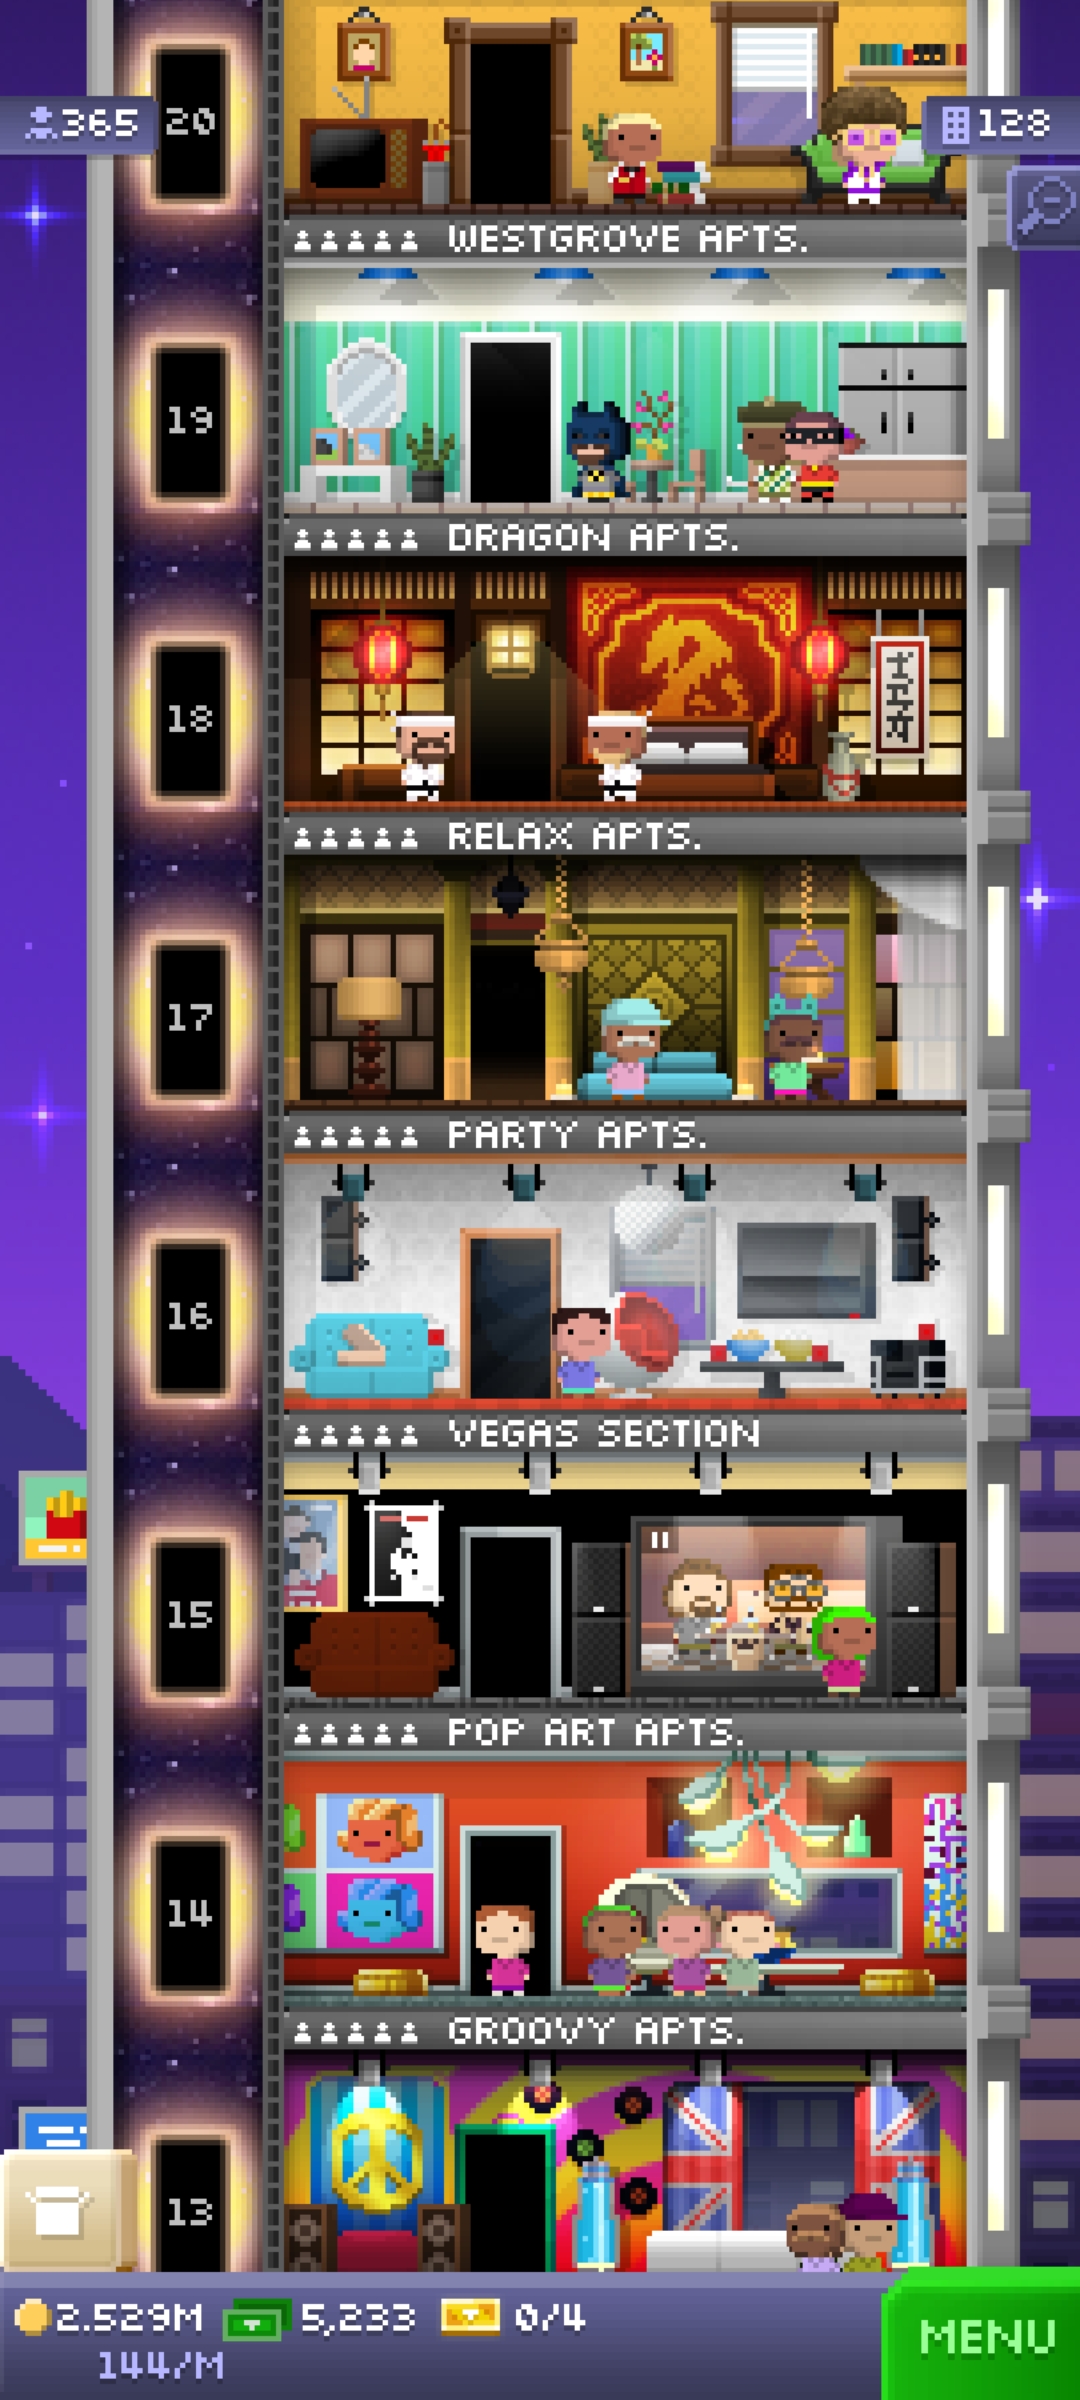 365
20
128
WESTGROVE APTS.
19
DRAGON APTS.
18
RELAX APTS.
17
PARTY APTS.
16
VEGAS SECTION
15
POP ART APTS.
14
GROOVY APTS.
13
2.529M 5,233 0/4
144/M
MENU